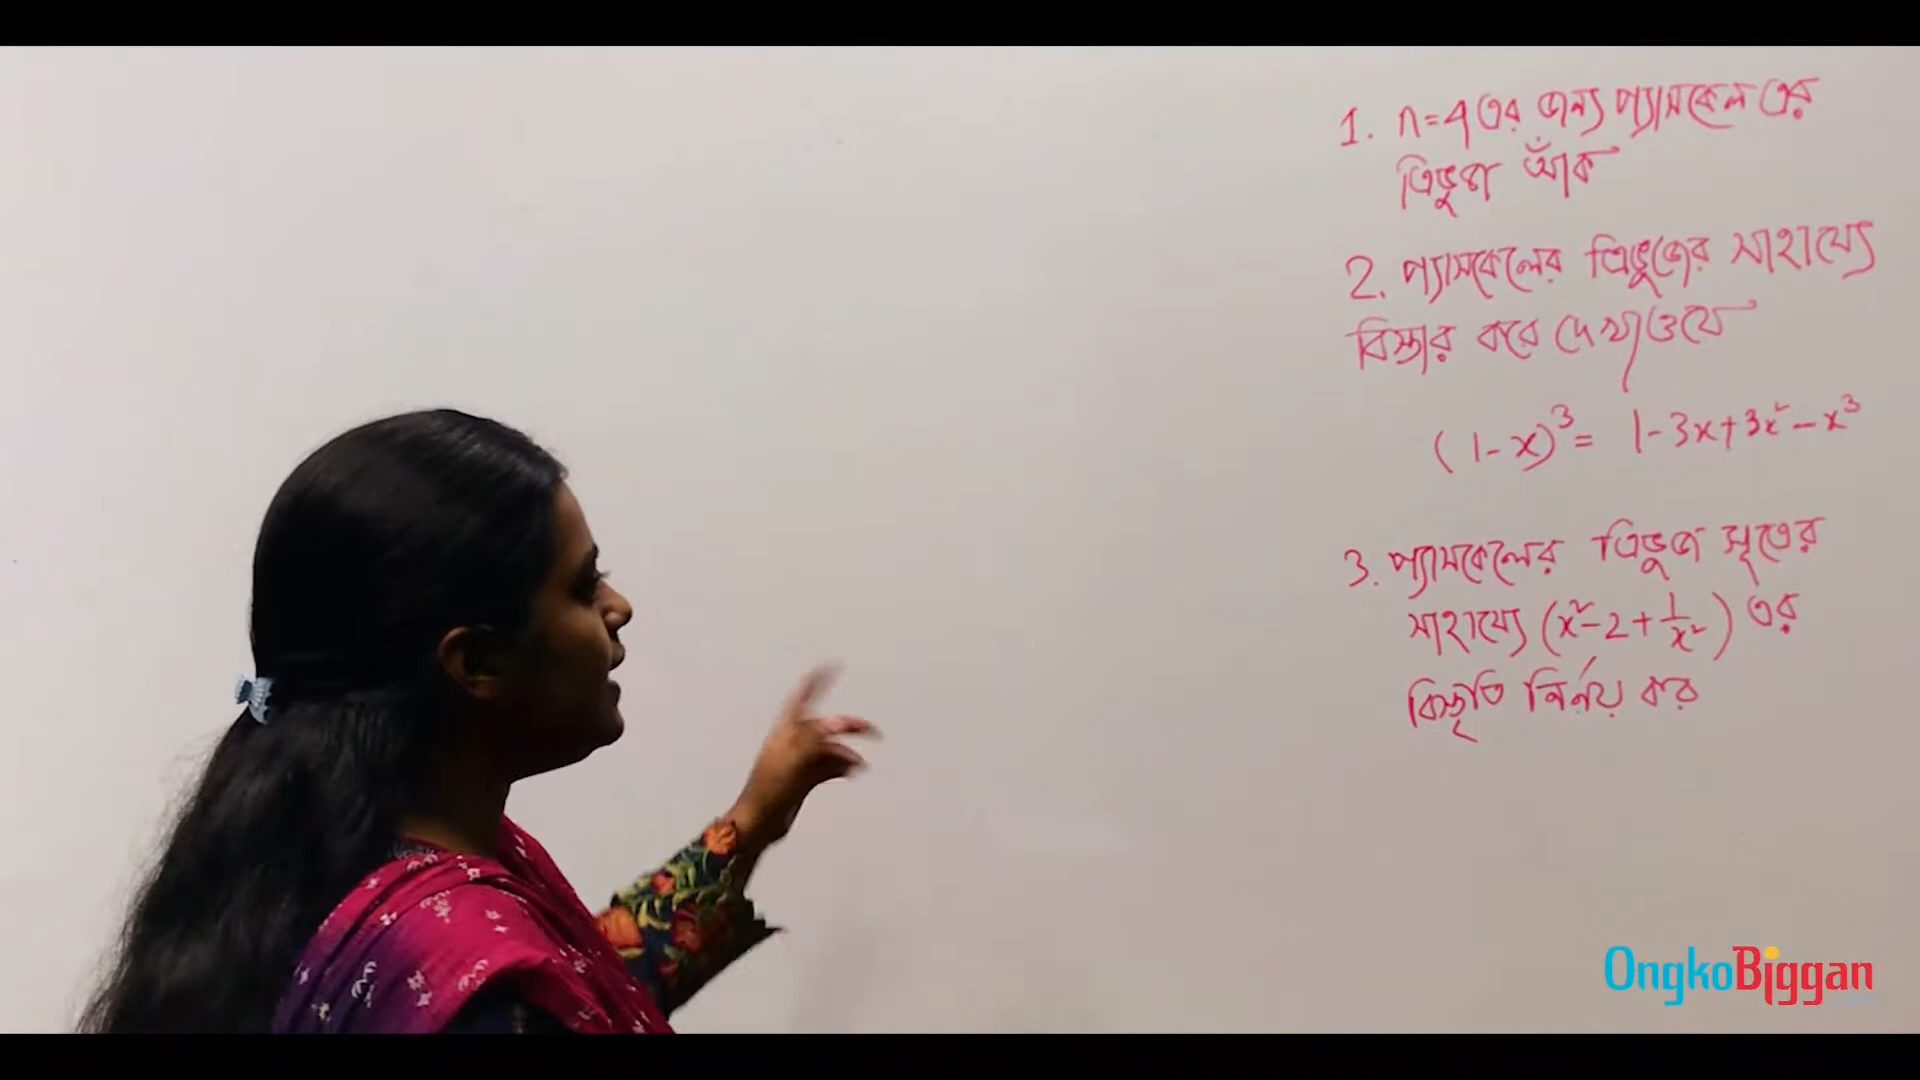 1. n=4 এর জন্য প্যাসকেল এর
ত্রিভুজ আঁক
2. প্যাসকেলের ত্রিভুজের সাহায্যে
বিস্তার করে দেখাও যে
(1-x)³ = 1-3x+3x²-x³
3. প্যাসকেলের ত্রিভুজ সূত্রের
সাহায্যে (x²-2+1/x²) এর
বিস্তৃতি নির্ণয় কর
OngkoBiggan